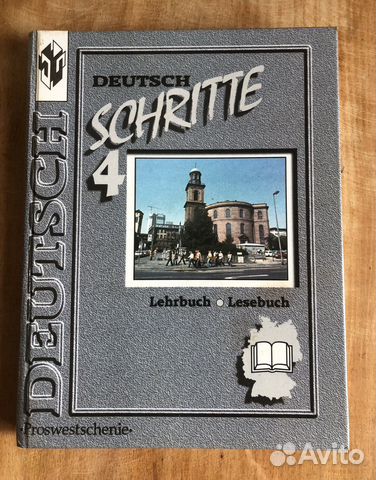 DEUTSCH
SCHRITTE
4
Lehrbuch Lesebuch
DEUTSCH
·Proswestschenie·
Avito